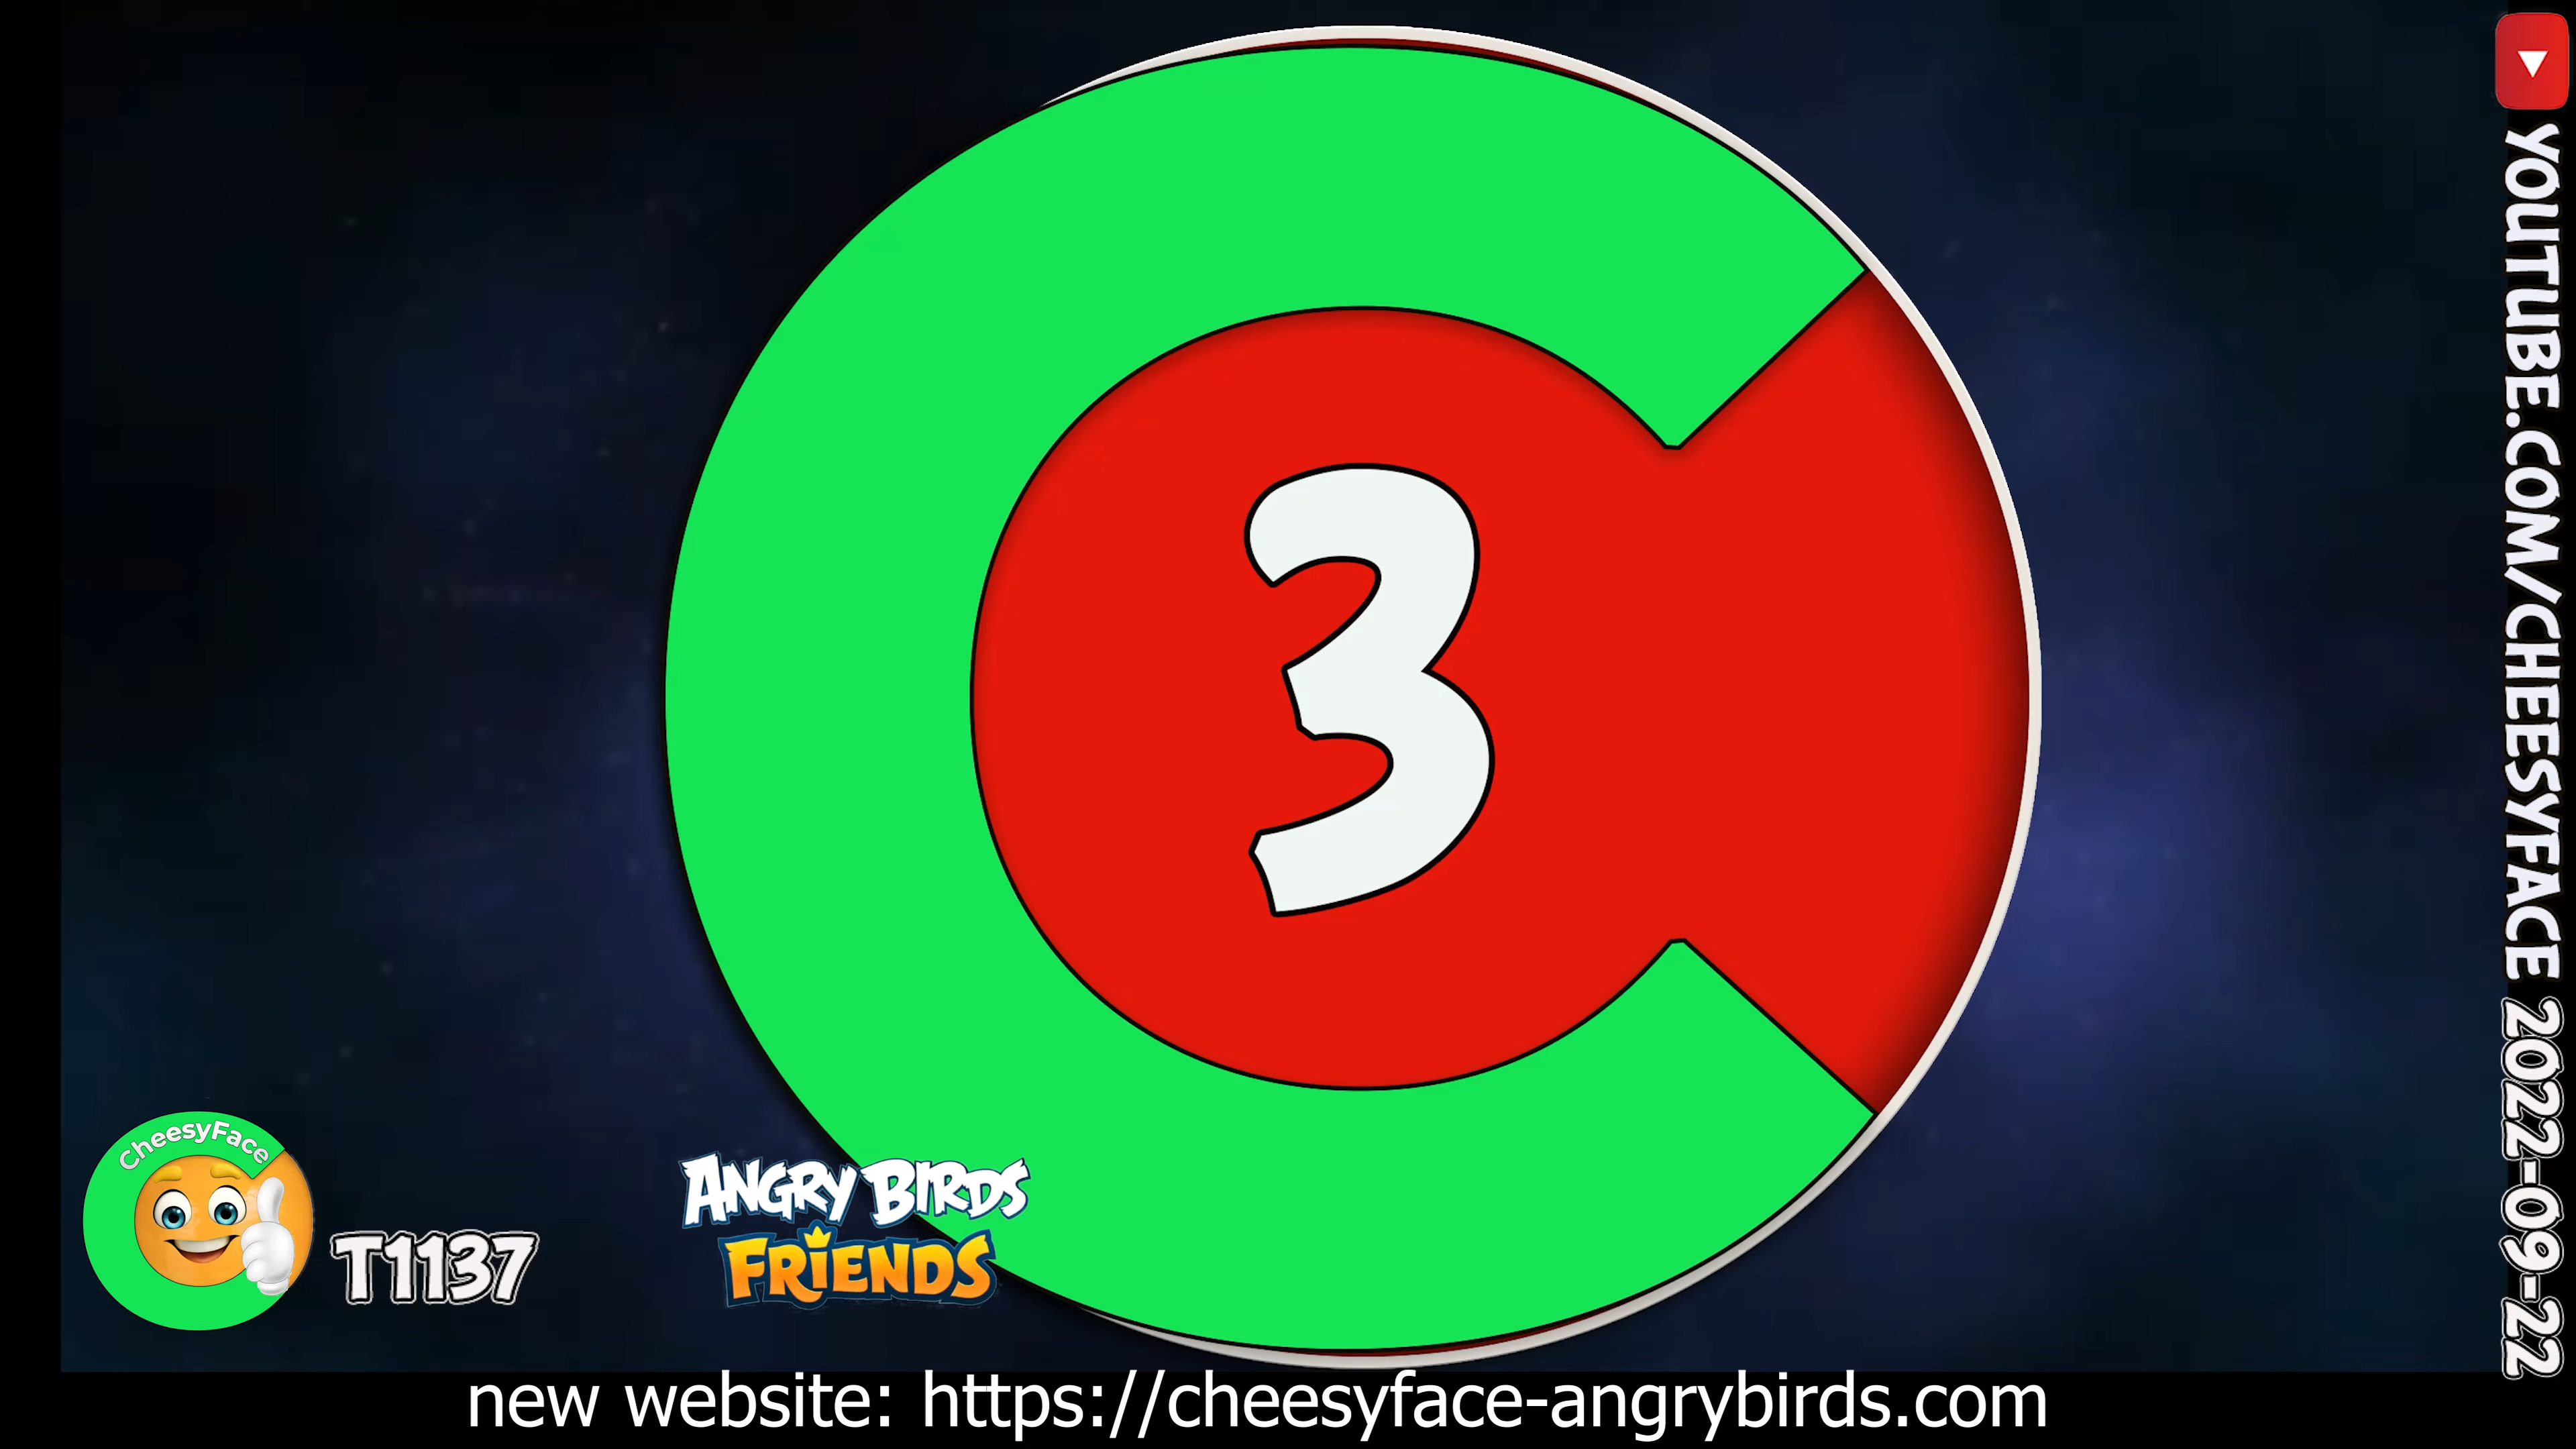 3
CheesyFace
T1137
ANGRY BIRDS
FRIENDS
YOUTUBE.COM/CHEESYFACE 2022-09-22
new website: https://cheesyface-angrybirds.com